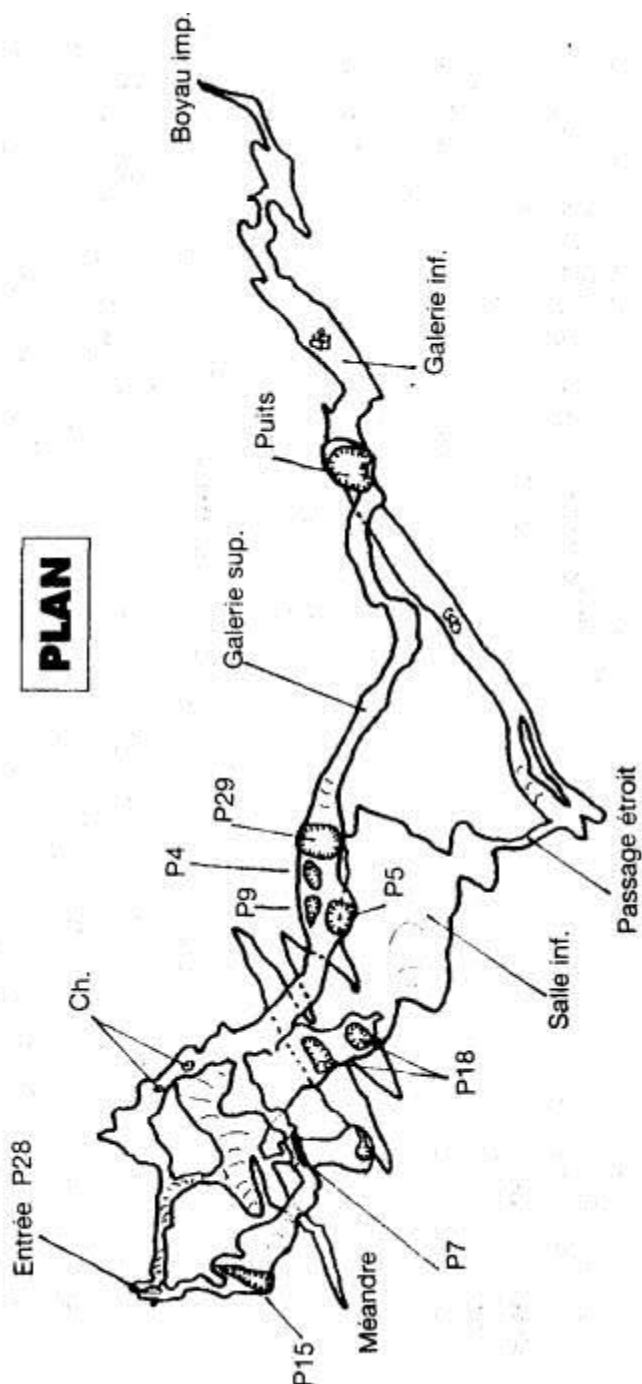 PLAN
Entrée P28
Ch.
P9
P4
P29
Galerie sup.
Puits
Boyau imp.
P15
Méandre
P7
P18
P5
Salle inf.
Passage étroit
Galerie inf.